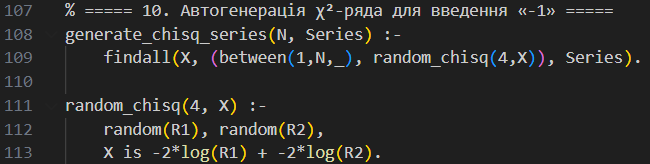 107 % ===== 10. Автогенерація χ²-ряда для введення «-1» =====
108 generate_chisq_series(N, Series) :-
109     findall(X, (between(1,N,_), random_chisq(4,X)), Series).
110
111 random_chisq(4, X) :-
112     random(R1), random(R2),
113     X is -2*log(R1) + -2*log(R2).